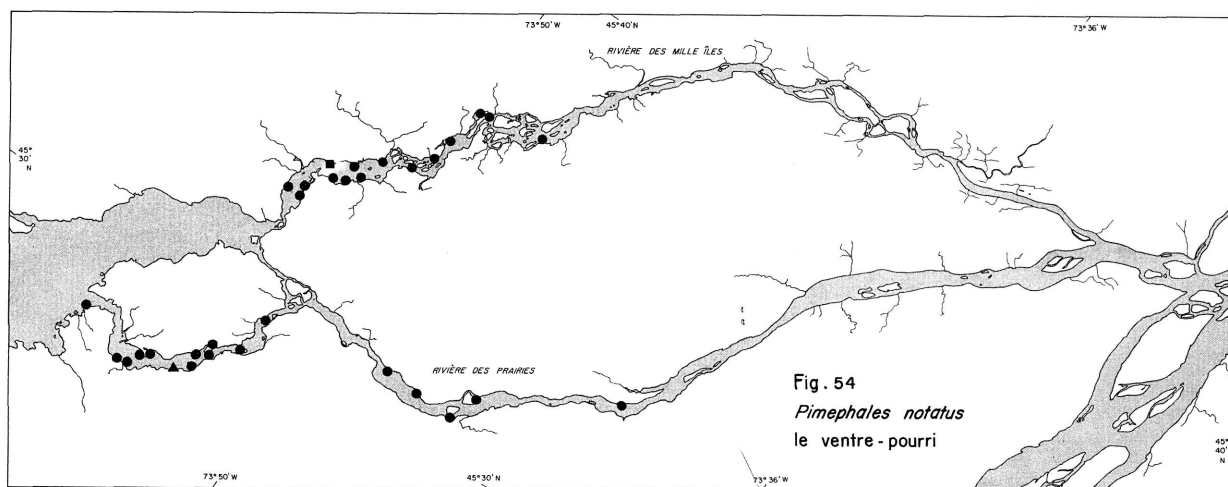 73° 50' W
45° 40'
73° 36' W
RIVIÈRE DES MILLE ÎLES
45°
30'
N
RIVIÈRE DES PRAIRIES
Fig. 54
Pimephales notatus
le ventre-pourri
45°
40'
N
73° 50' W
45° 30' N
73° 36' W